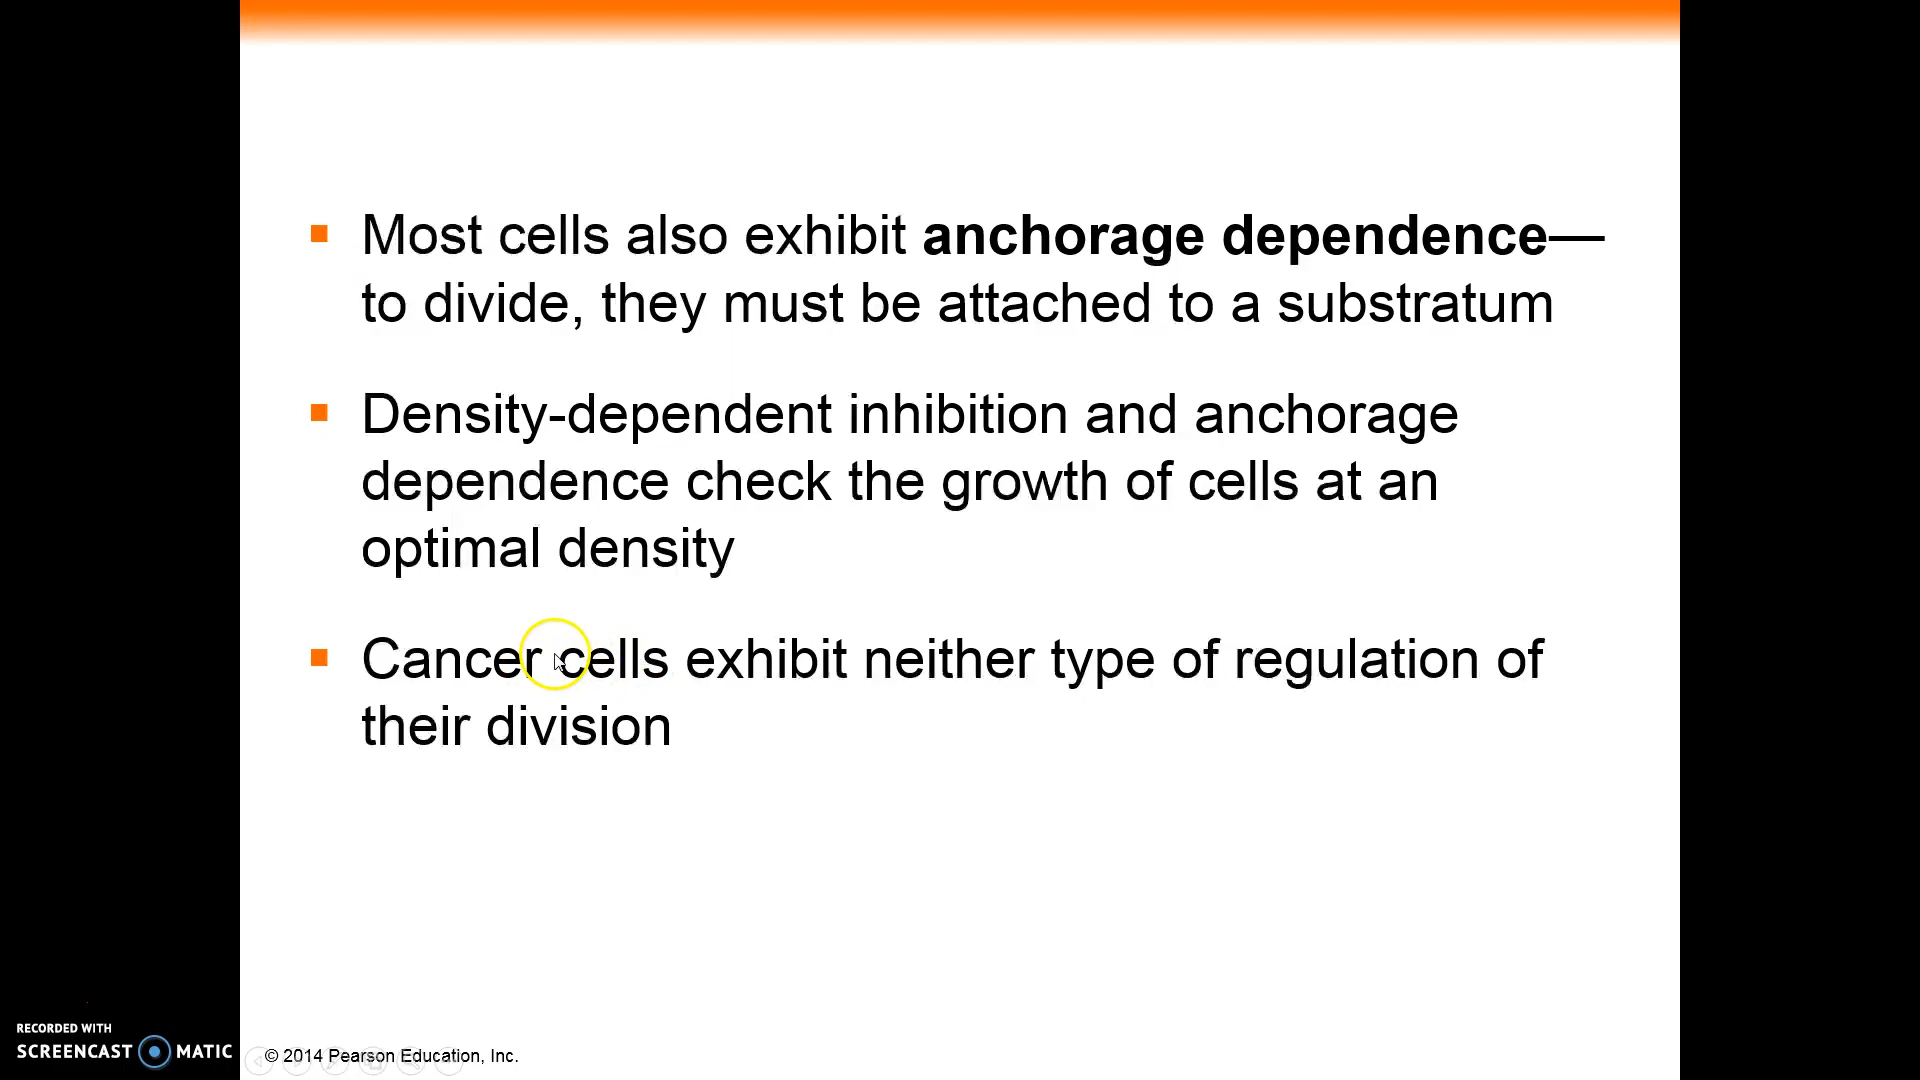 Most cells also exhibit anchorage dependence—
to divide, they must be attached to a substratum
Density-dependent inhibition and anchorage
dependence check the growth of cells at an
optimal density
Cancer cells exhibit neither type of regulation of
their division
RECORDED WITH
SCREENCAST MATIC
© 2014 Pearson Education, Inc.